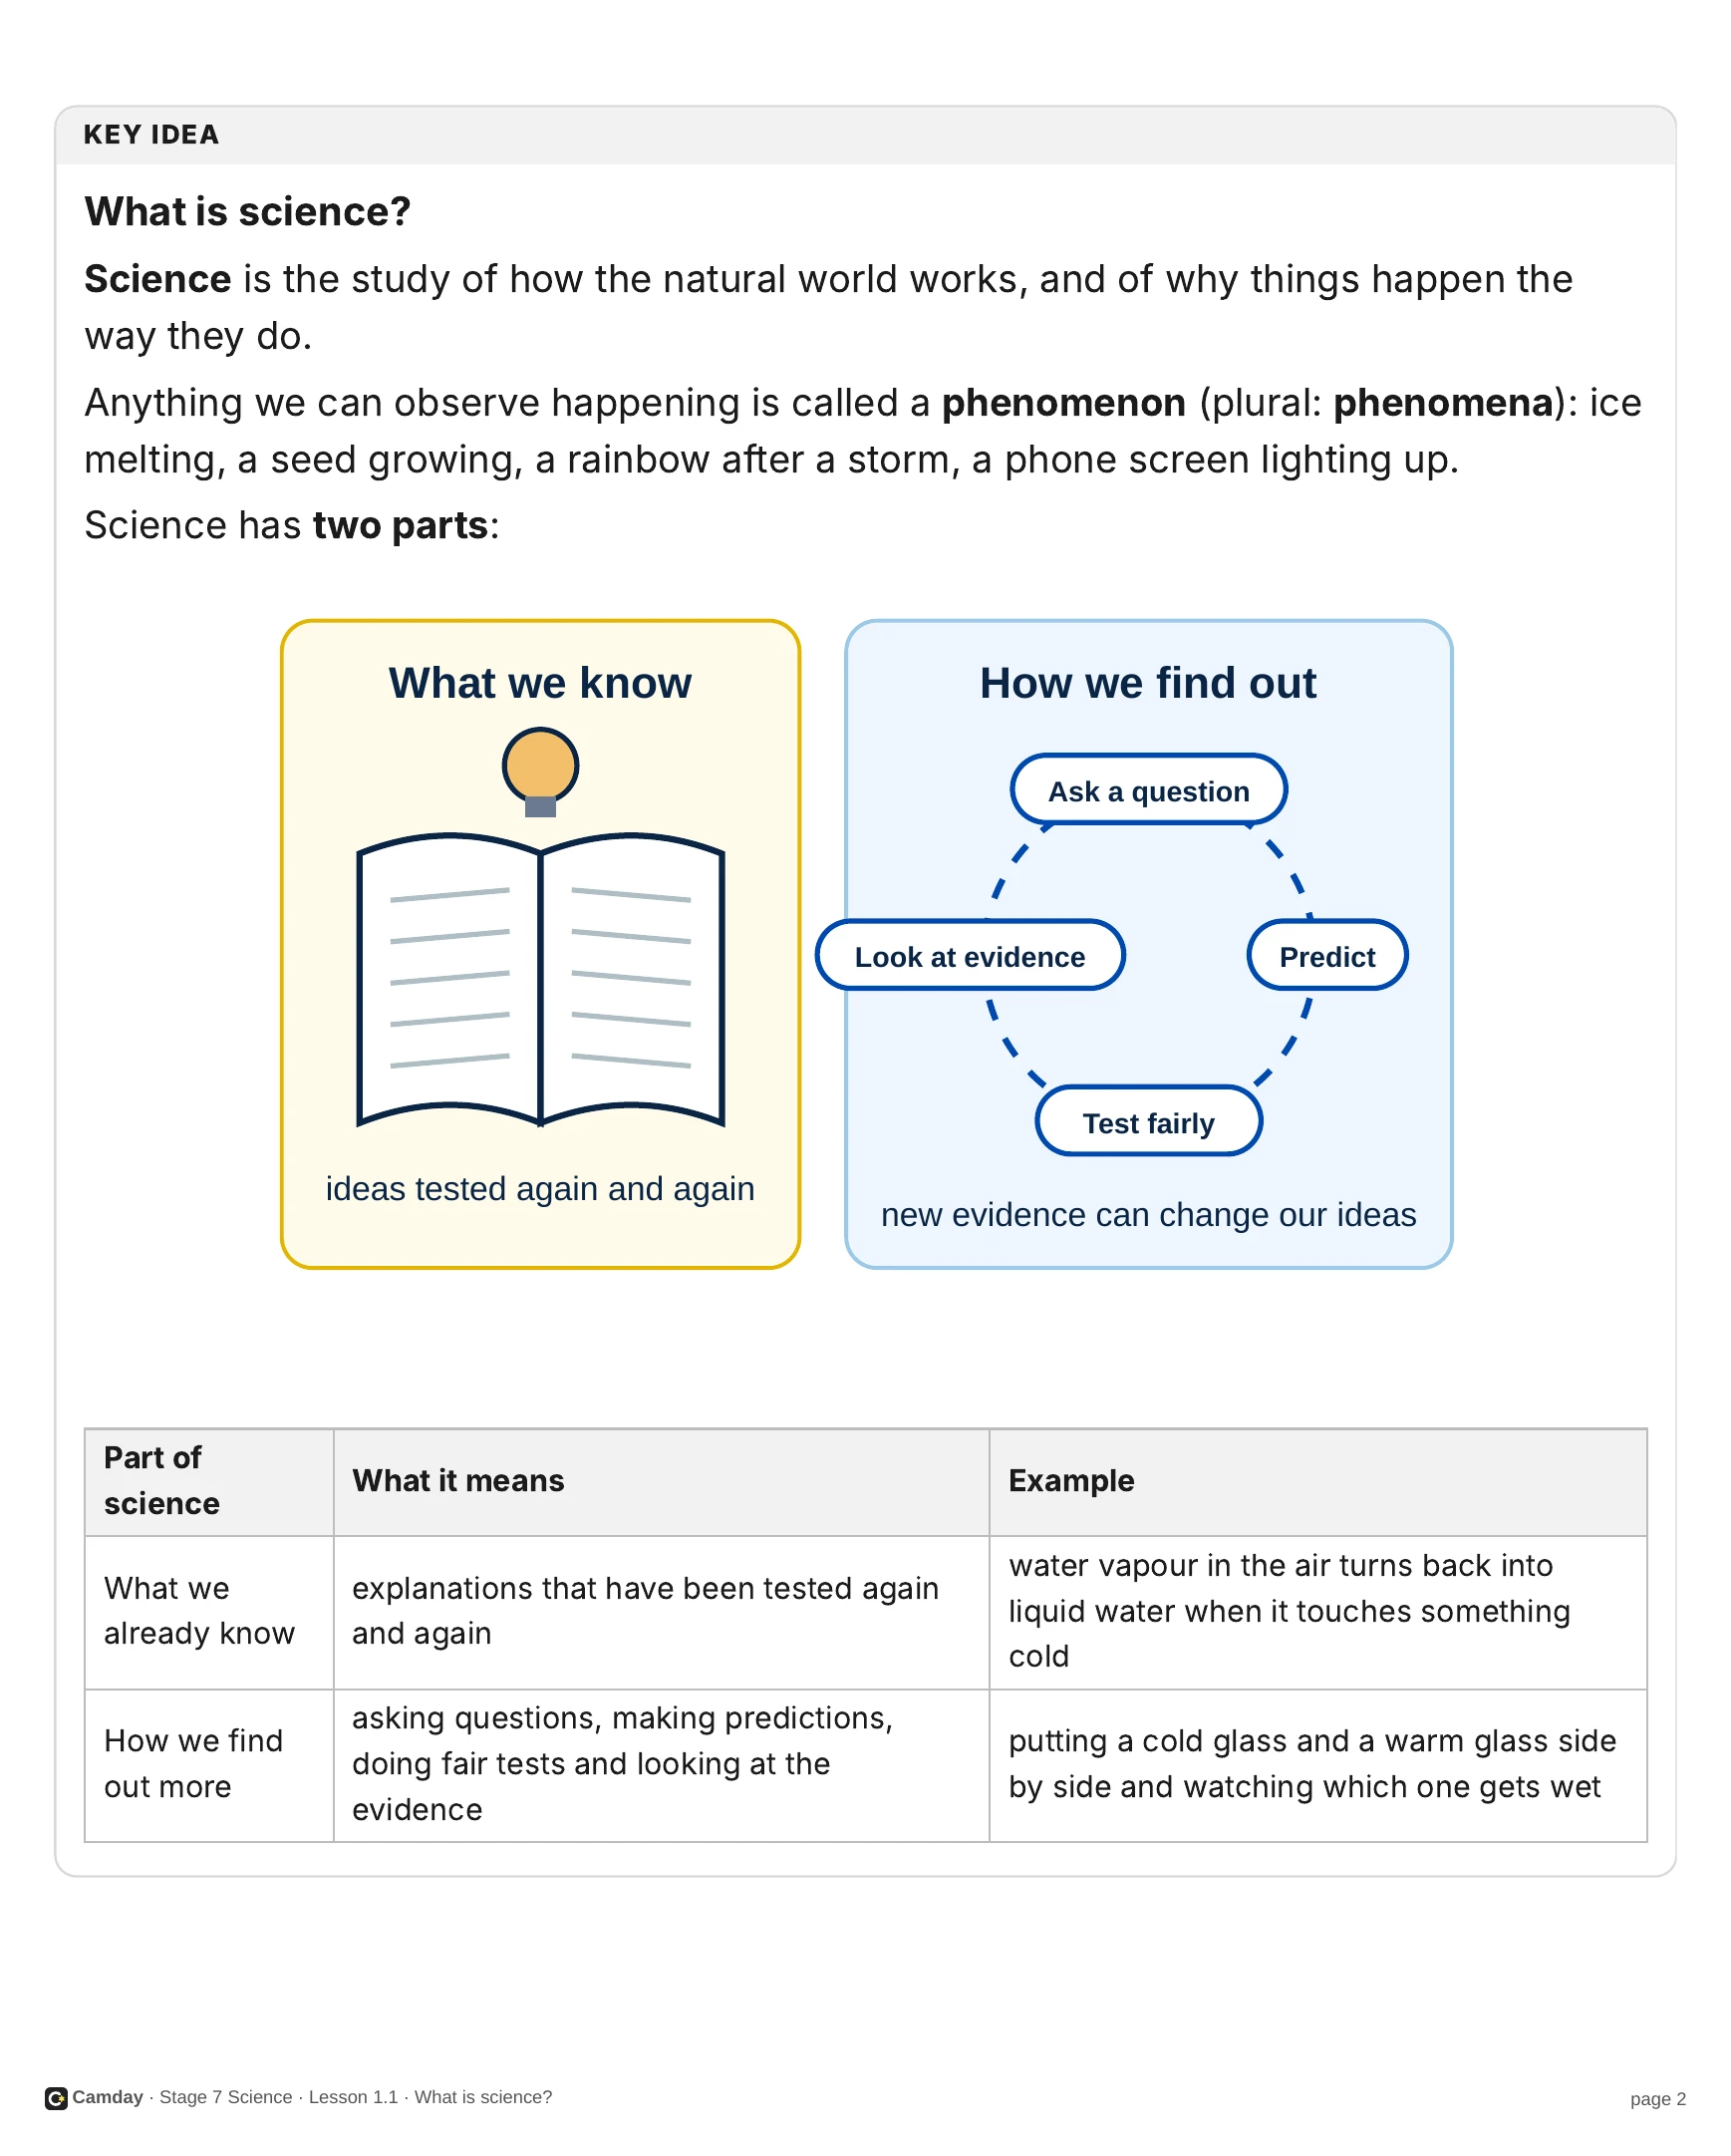 KEY IDEA
What is science?
Science is the study of how the natural world works, and of why things happen the
way they do.
Anything we can observe happening is called a phenomenon (plural: phenomena): ice
melting, a seed growing, a rainbow after a storm, a phone screen lighting up.
Science has two parts:
What we know
ideas tested again and again
How we find out
Ask a question
Look at evidence
Predict
Test fairly
new evidence can change our ideas
Part of
science
What it means
Example
What we
already know
explanations that have been tested again
and again
water vapour in the air turns back into
liquid water when it touches something
cold
How we find
out more
asking questions, making predictions,
doing fair tests and looking at the
evidence
putting a cold glass and a warm glass side
by side and watching which one gets wet
Camday · Stage 7 Science · Lesson 1.1 · What is science?
page 2